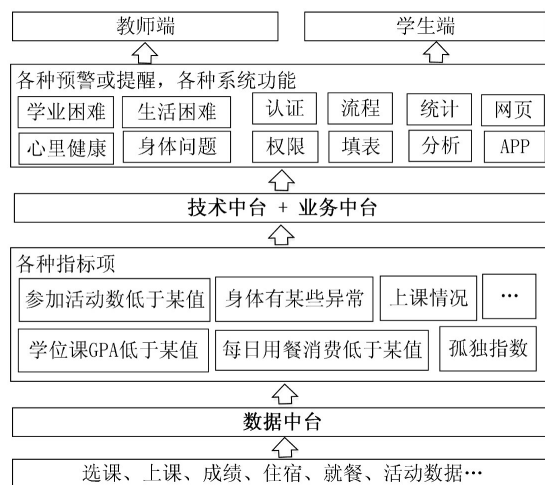 教师端 学生端
各种预警或提醒，各种系统功能
学业困难 生活困难 认证 流程 统计 网页
心里健康 身体问题 权限 填表 分析 APP
技术中台 + 业务中台
各种指标项
参加活动数低于某值 身体有某些异常 上课情况 …
学位课GPA低于某值 每日用餐消费低于某值 孤独指数
数据中台
选课、上课、成绩、住宿、就餐、活动数据…